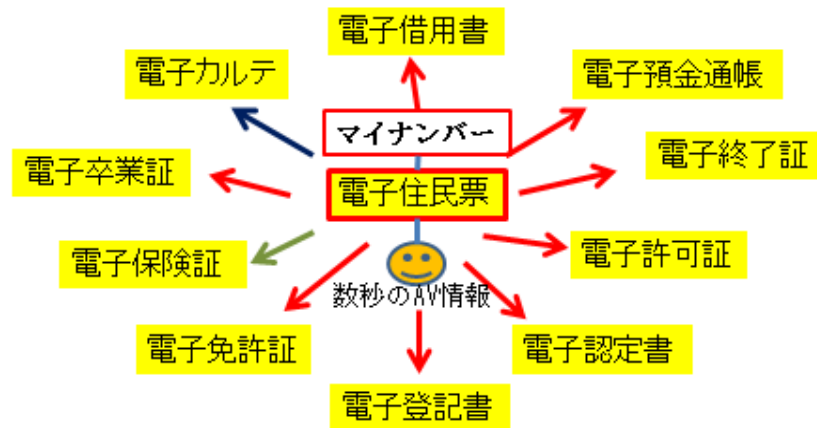 電子借用書
電子カルテ
電子預金通帳
マイナンバー
電子終了証
電子卒業証
電子住民票
電子許可証
電子保険証
数秒のAV情報
電子免許証
電子認定書
電子登記書